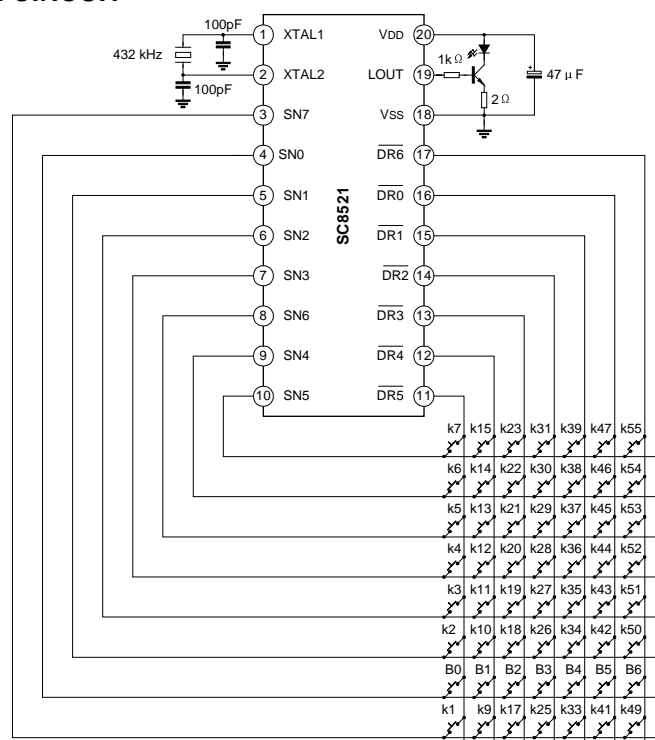 100pF
432 kHz
100pF
1 XTAL1
2 XTAL2
3 SN7
4 SN0
5 SN1
6 SN2
7 SN3
8 SN6
9 SN4
10 SN5
SC8521
VDD 20
LOUT 19
VSS 18
DR6 17
DR0 16
DR1 15
DR2 14
DR3 13
DR4 12
DR5 11
1k Ω
2 Ω
+
47 μ F
k7 k15 k23 k31 k39 k47 k55
k6 k14 k22 k30 k38 k46 k54
k5 k13 k21 k29 k37 k45 k53
k4 k12 k20 k28 k36 k44 k52
k3 k11 k19 k27 k35 k43 k51
k2 k10 k18 k26 k34 k42 k50
B0 B1 B2 B3 B4 B5 B6
k1 k9 k17 k25 k33 k41 k49